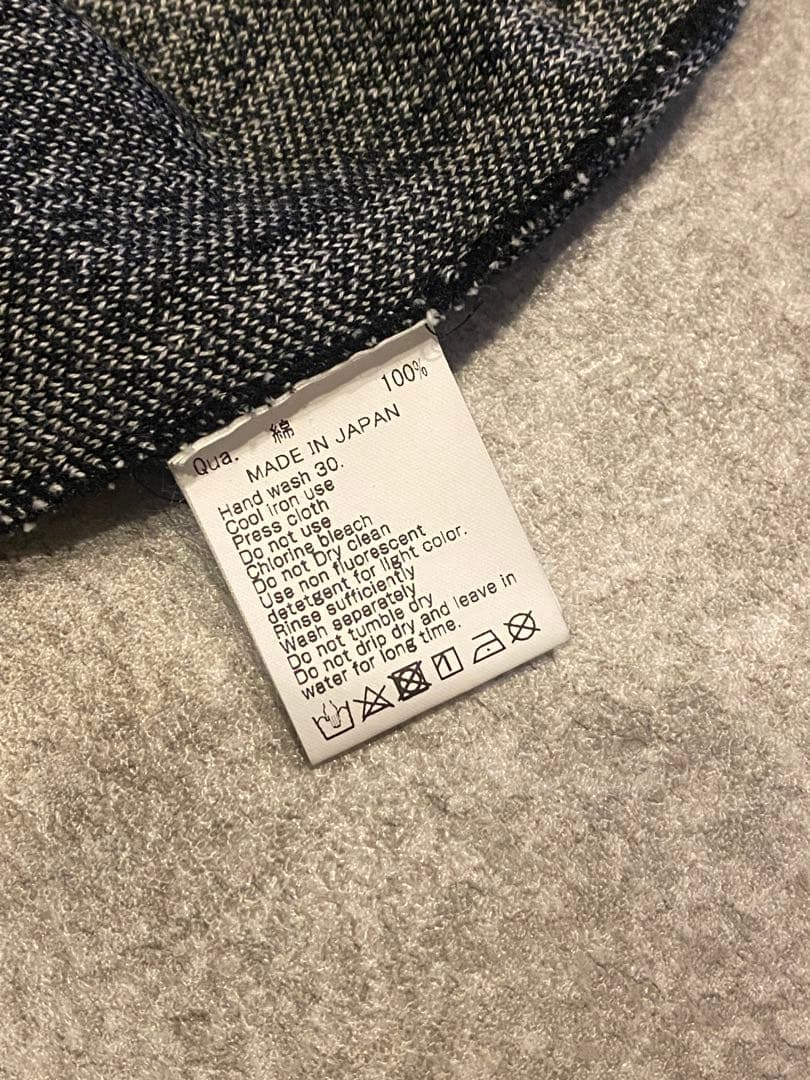 Qua. 綿 100%
MADE IN JAPAN
Hand wash 30.
Cool iron use
Press cloth
Do not use
Chlorine bleach
Do not Dry clean
Use non fluorescent
detetgent for light color.
Rinse sufficiently
Wash separately
Do not tumble dry
Do not drip dry and leave in
water for long time.